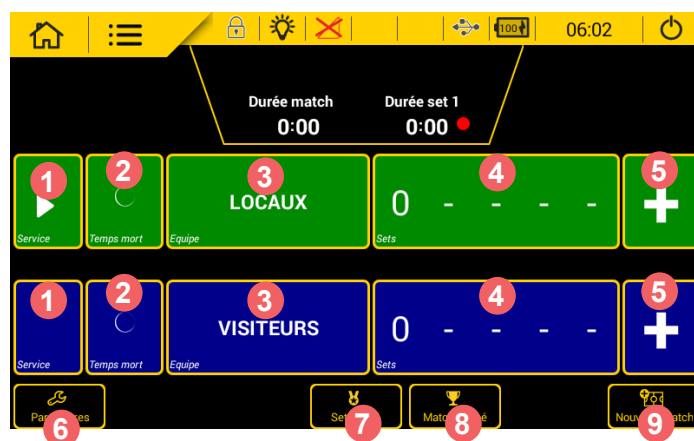 100
06:02
Durée match
Durée set 1
0:00
0:00
1
2
3
4
5
LOCAUX
0 - - - -
Service
Temps mort
Equipe
Sets
1
2
3
4
5
VISITEURS
0 - - - -
Service
Temps mort
Equipe
Sets
6
7
8
9